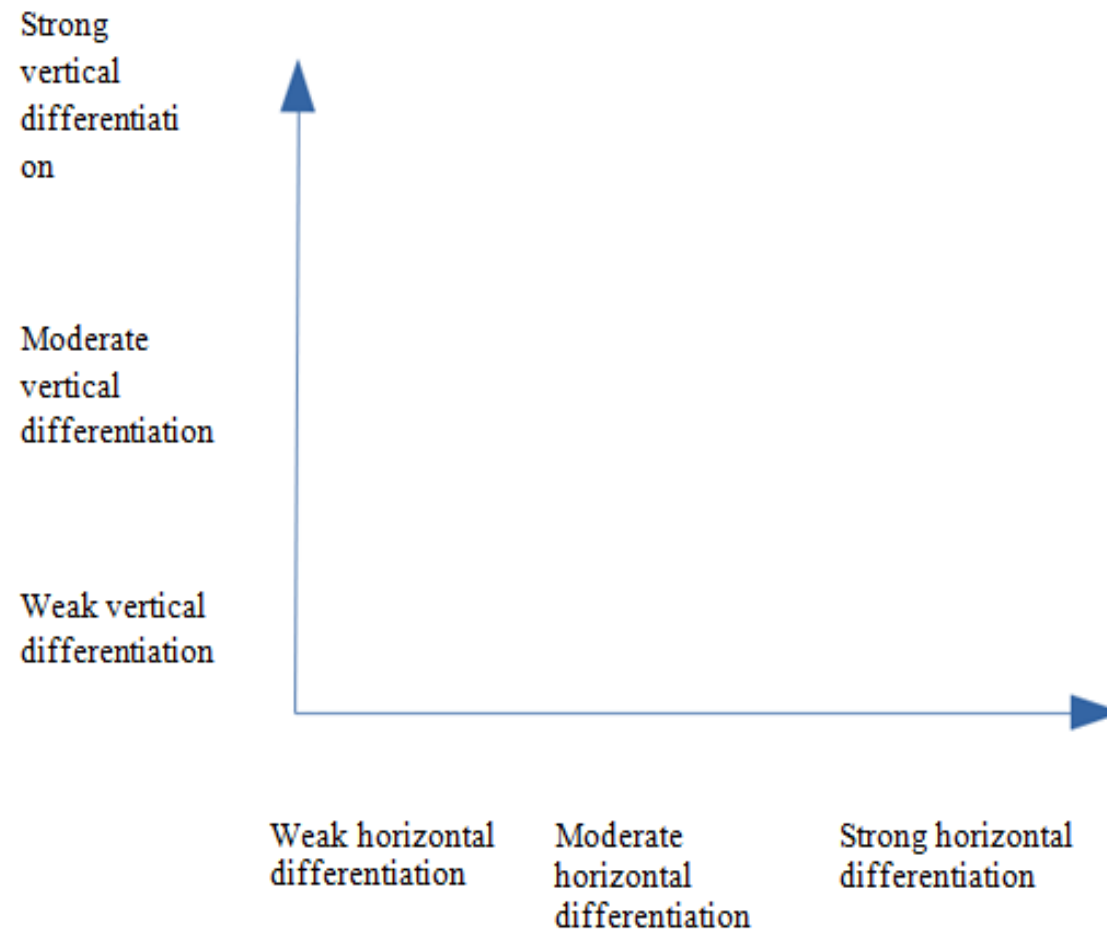 Strong
vertical
differentiati
on
Moderate
vertical
differentiation
Weak vertical
differentiation
Weak horizontal
differentiation
Moderate
horizontal
differentiation
Strong horizontal
differentiation